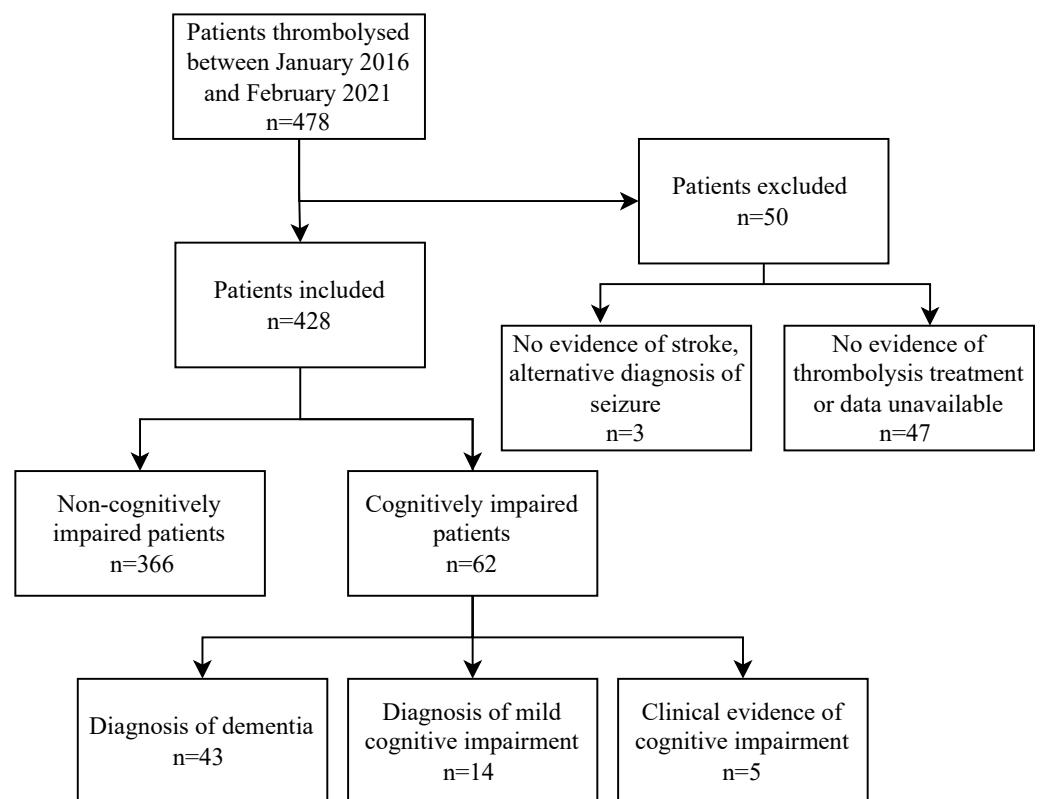 Patients thrombolysed
between January 2016
and February 2021
n=478
Patients excluded
n=50
Patients included
n=428
No evidence of stroke,
alternative diagnosis of
seizure
n=3
No evidence of
thrombolysis treatment
or data unavailable
n=47
Non-cognitively
impaired patients
n=366
Cognitively impaired
patients
n=62
Diagnosis of dementia
n=43
Diagnosis of mild
cognitive impairment
n=14
Clinical evidence of
cognitive impairment
n=5